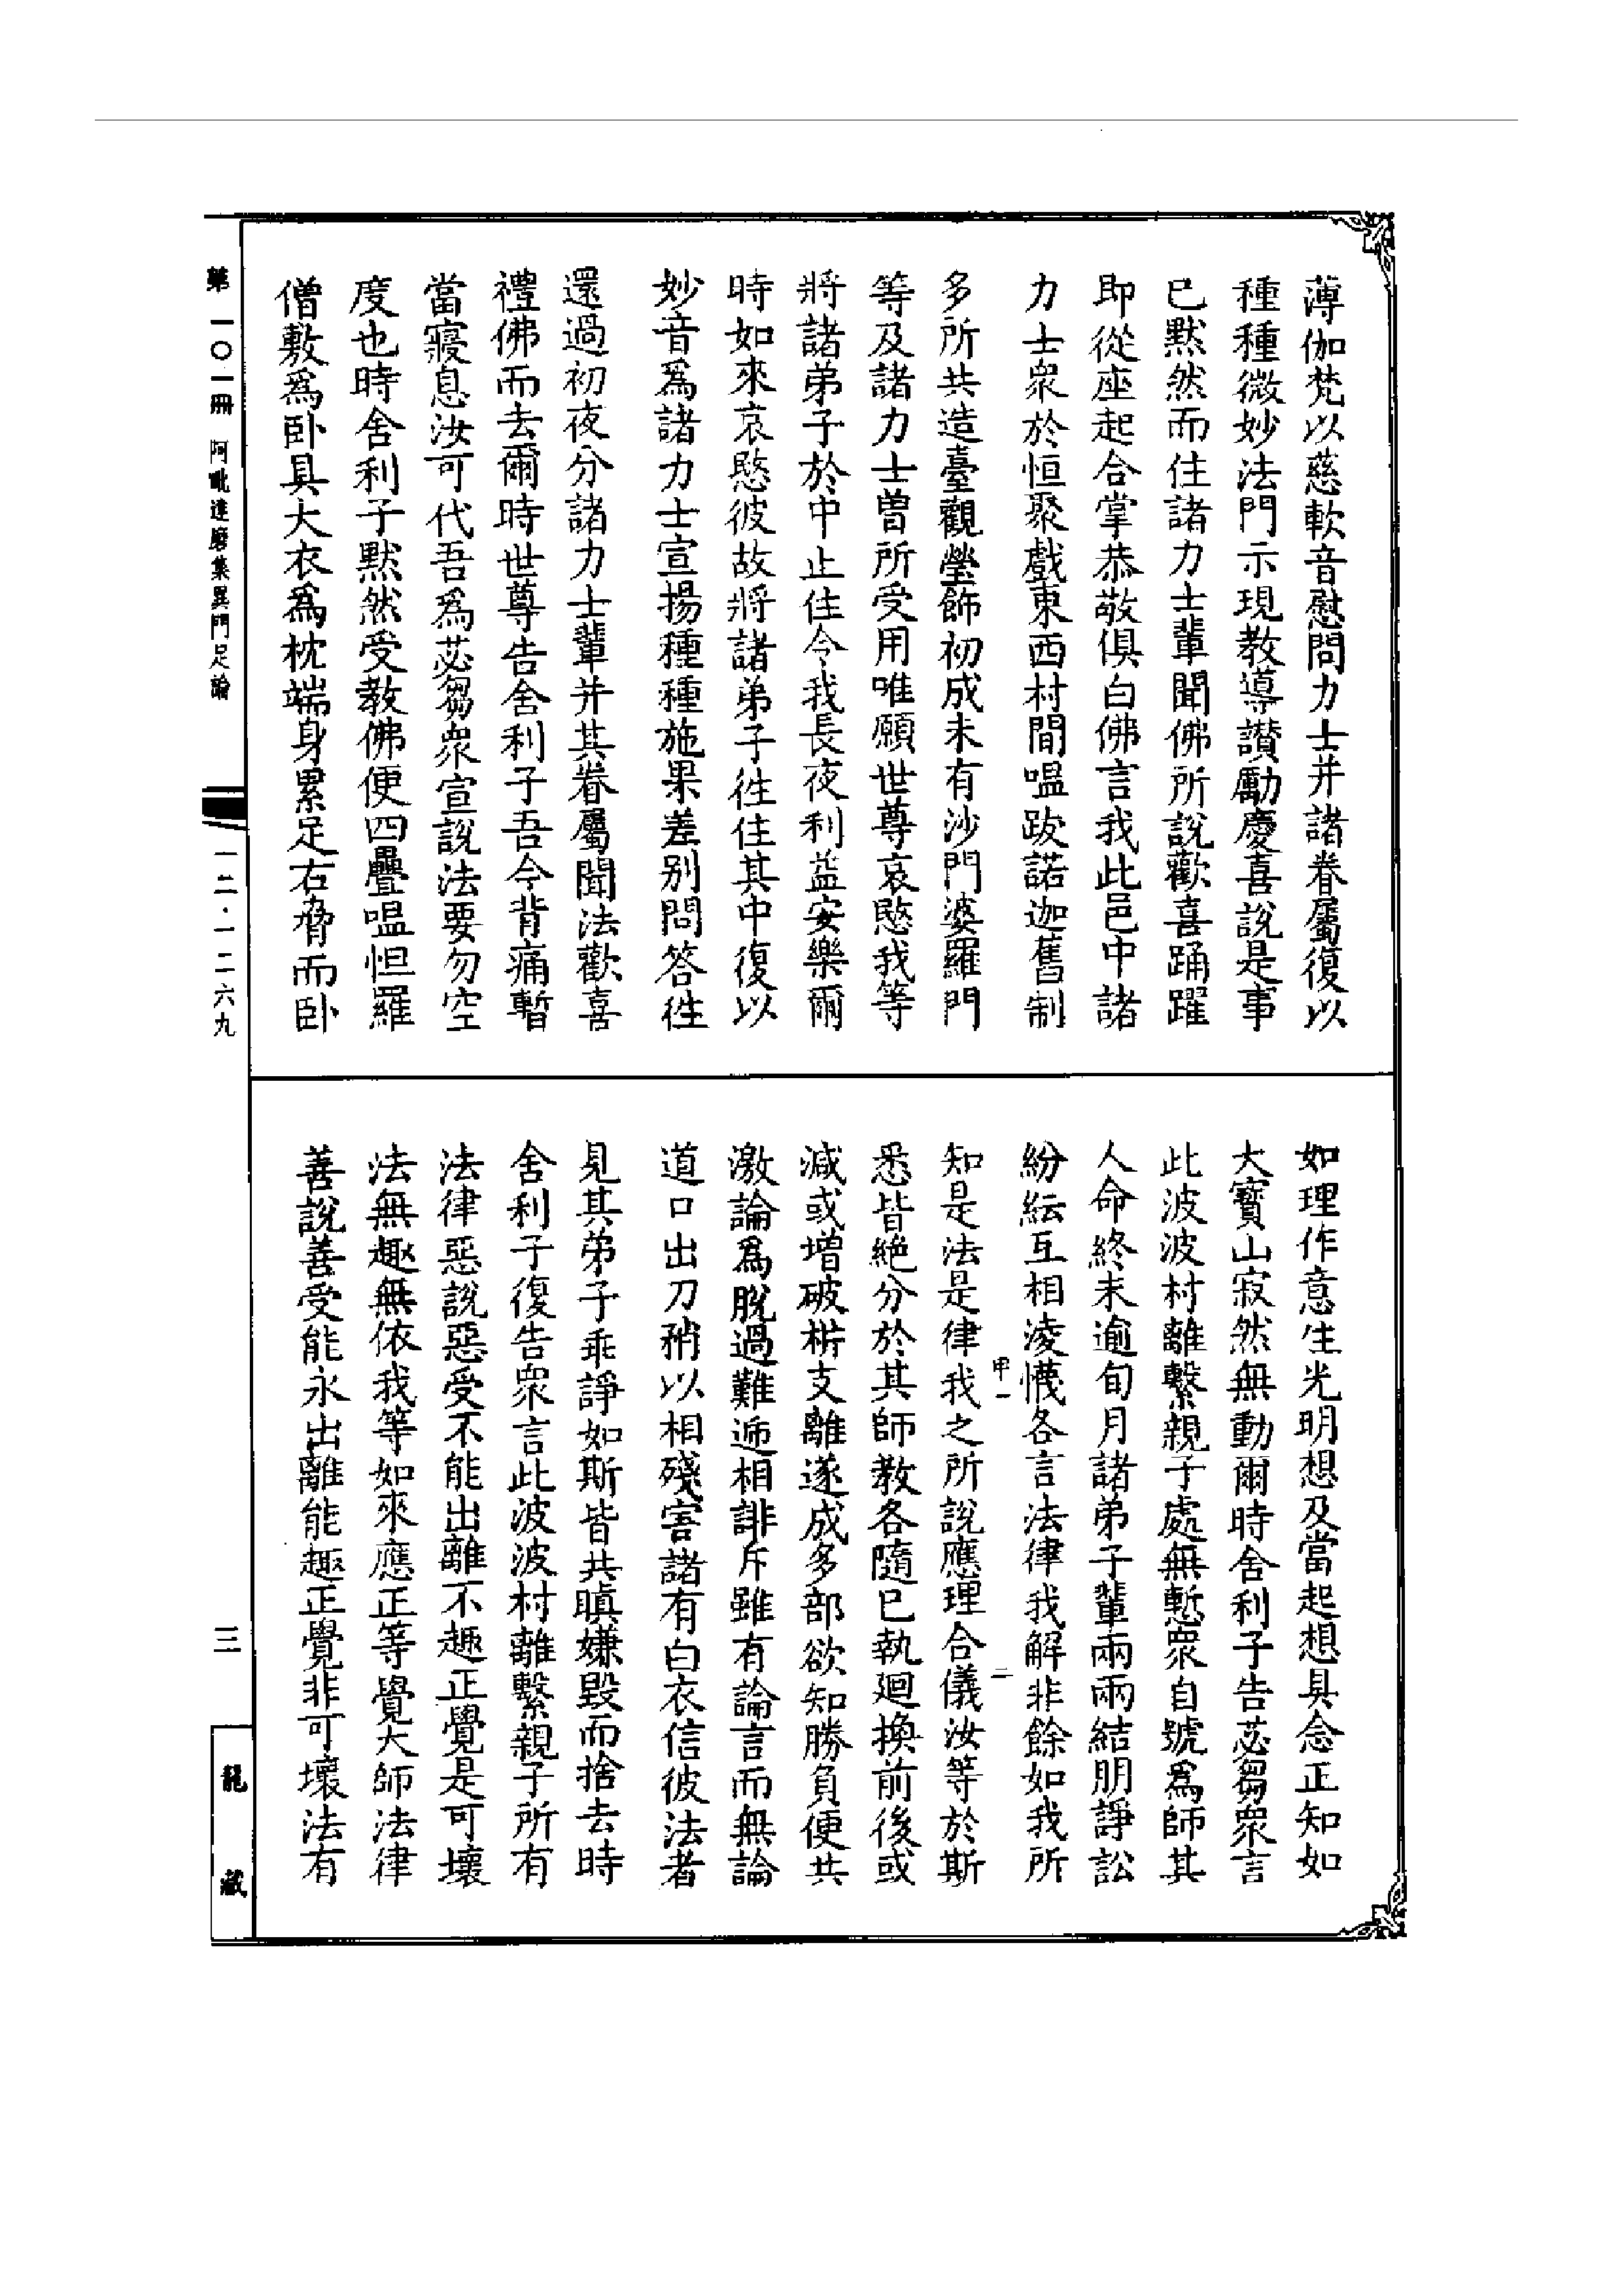 薄伽梵以慈軟音慰問力士并諸眷屬復以
種種微妙法門示現教導讚勵慶喜說是事
已默然而住諸力士輩聞佛所說歡喜踊躍
即從座起合掌恭敬俱白佛言我此邑中諸
力士衆於恒聚戲東西村間嗢跋諾迦舊制
多所共造臺觀瑩飾初成未有沙門婆羅門
等及諸力士曾所受用唯願世尊哀愍我等
將諸弟子於中止住令我長夜利益安樂爾
時如來哀愍彼故將諸弟子往住其中復以
妙音爲諸力士宣揚種種施果差别問答往
還過初夜分諸力士輩并其眷屬聞法歡喜
禮佛而去爾時世尊告舍利子吾今背痛暫
當寢息汝可代吾爲苾芻衆宣說法要勿空
度也時舍利子默然受教佛便四疊嗢怛羅
僧敷爲卧具大衣爲枕端身累足右脅而卧
如理作意生光明想及當起想具念正知如
大寳山寂然無動爾時舍利子告苾芻衆言
此波波村離繫親子處無慙衆自號爲師其
人命終未逾旬月諸弟子輩兩兩結朋諍訟
紛紜互相淩懱各言法律我解非餘如我所
知是法是律我之所說應理合儀汝等於斯
悉皆絶分於其師教各隨已執廻換前後或
減或増破析支離遂成多部欲知勝負便共
激論爲脫過難遞相誹斥雖有論言而無論
道口出刀矟以相殘害諸有白衣信彼法者
見其弟子乖諍如斯皆共瞋嫌毀而捨去時
舍利子復告衆言此波波村離繫親子所有
法律惡說惡受不能出離不趣正覺是可壞
法無趣無依我等如來應正等覺大師法律
善說善受能永出離能趣正覺非可壞法有
申一
二
第一〇一冊 阿毗達磨集異門足論
一二·一二六九
三
龍藏